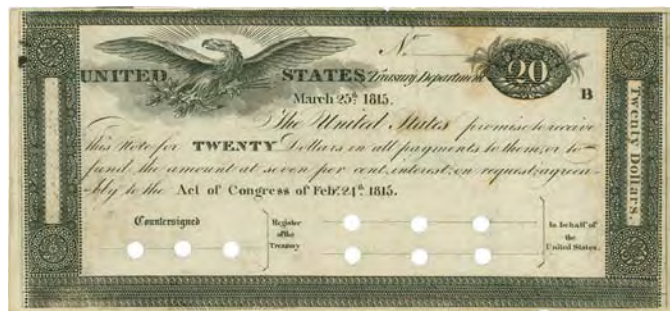 Nº
UNITED STATES Treasury Department 20
March 25th 1815. B
The United States promise to receive
this Note for TWENTY Dollars in all payments to them, or to
fund the amount at seven per cent, interest, on request, agreea-
bly to the Act of Congress of Feby. 24th 1815.
Countersigned
Register
of the
Treasury
In behalf of
the
United States.
Twenty Dollars.